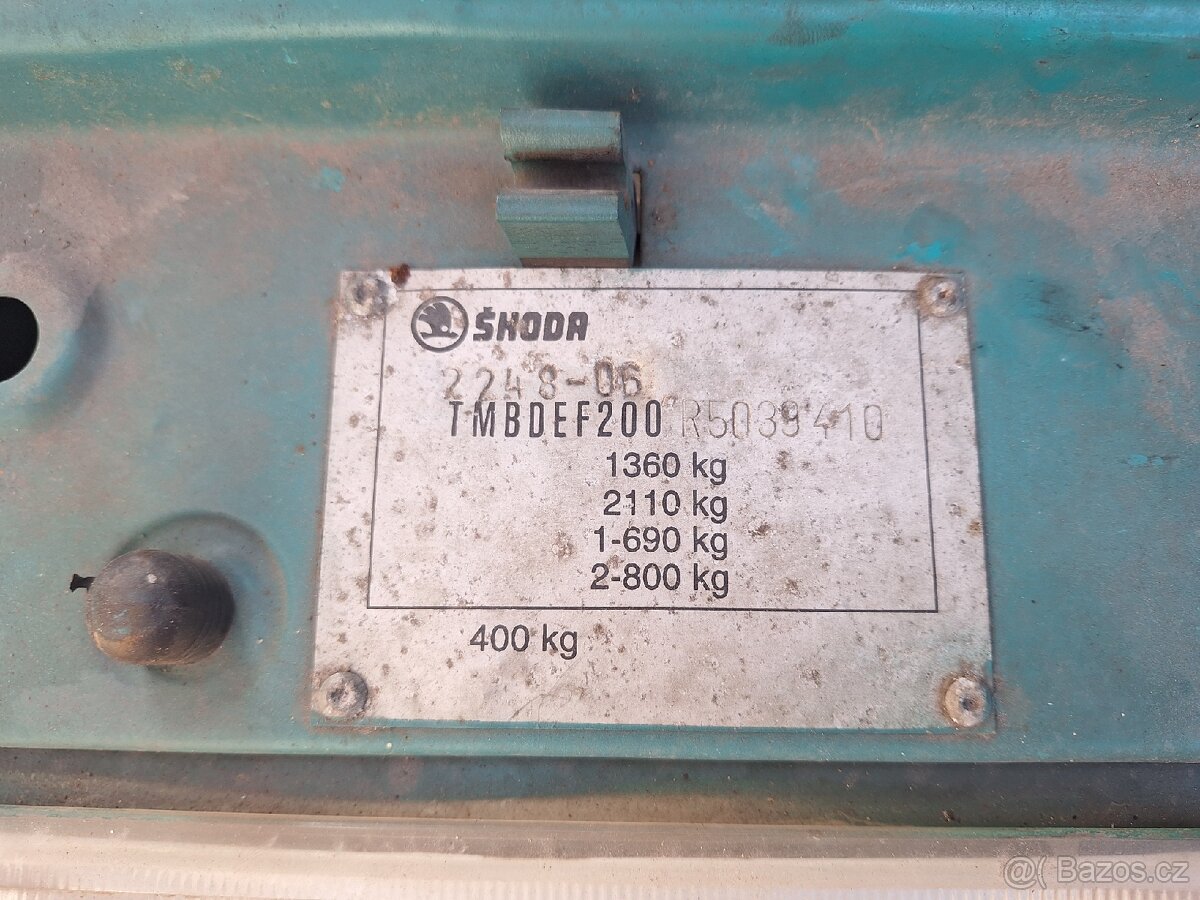 ŠKODA
2248-06
TMBDEF200 R5039410
1360 kg
2110 kg
1-690 kg
2-800 kg
400 kg
@( Bazos.cz